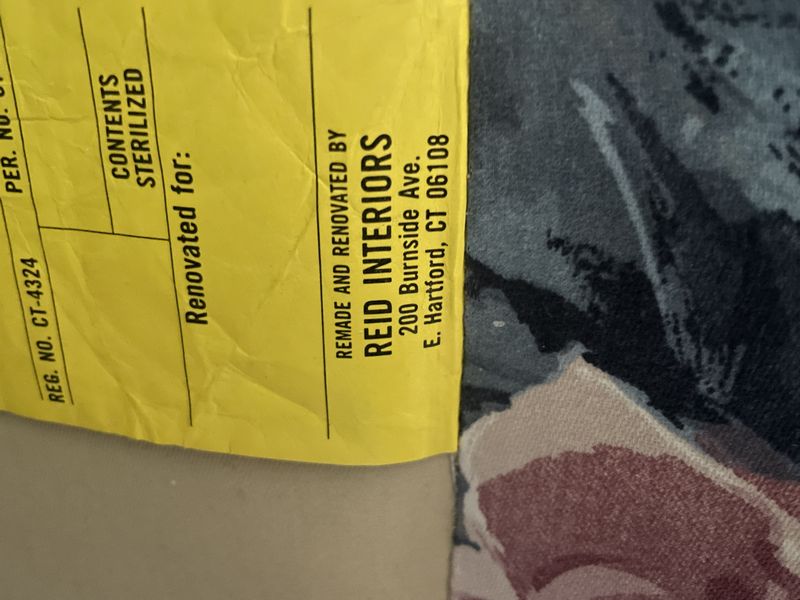 REG. NO. CT-4324
PER. NO.
CONTENTS
STERILIZED
Renovated for:
REMADE AND RENOVATED BY
REID INTERIORS
200 Burnside Ave.
E. Hartford, CT 06108